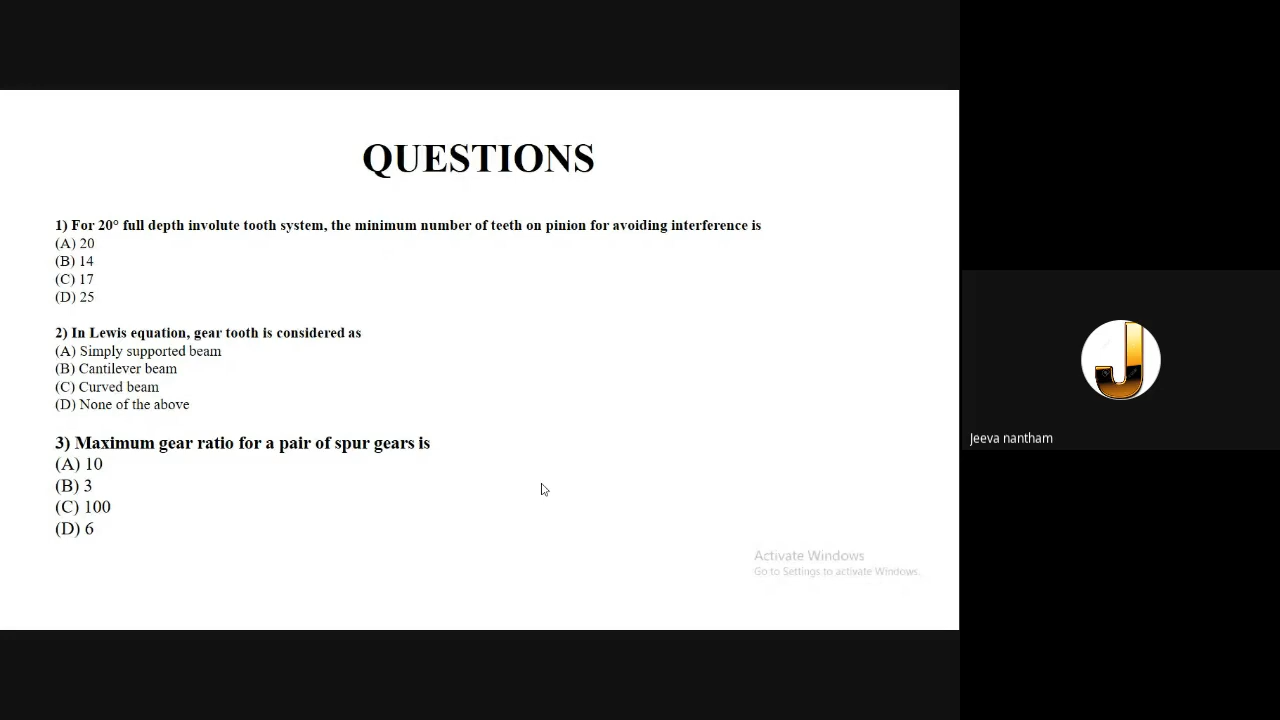 QUESTIONS
1) For 20° full depth involute tooth system, the minimum number of teeth on pinion for avoiding interference is
(A) 20
(B) 14
(C) 17
(D) 25
2) In Lewis equation, gear tooth is considered as
(A) Simply supported beam
(B) Cantilever beam
(C) Curved beam
(D) None of the above
3) Maximum gear ratio for a pair of spur gears is
(A) 10
(B) 3
(C) 100
(D) 6
Activate Windows
Go to Settings to activate Windows.
J
Jeeva nantham